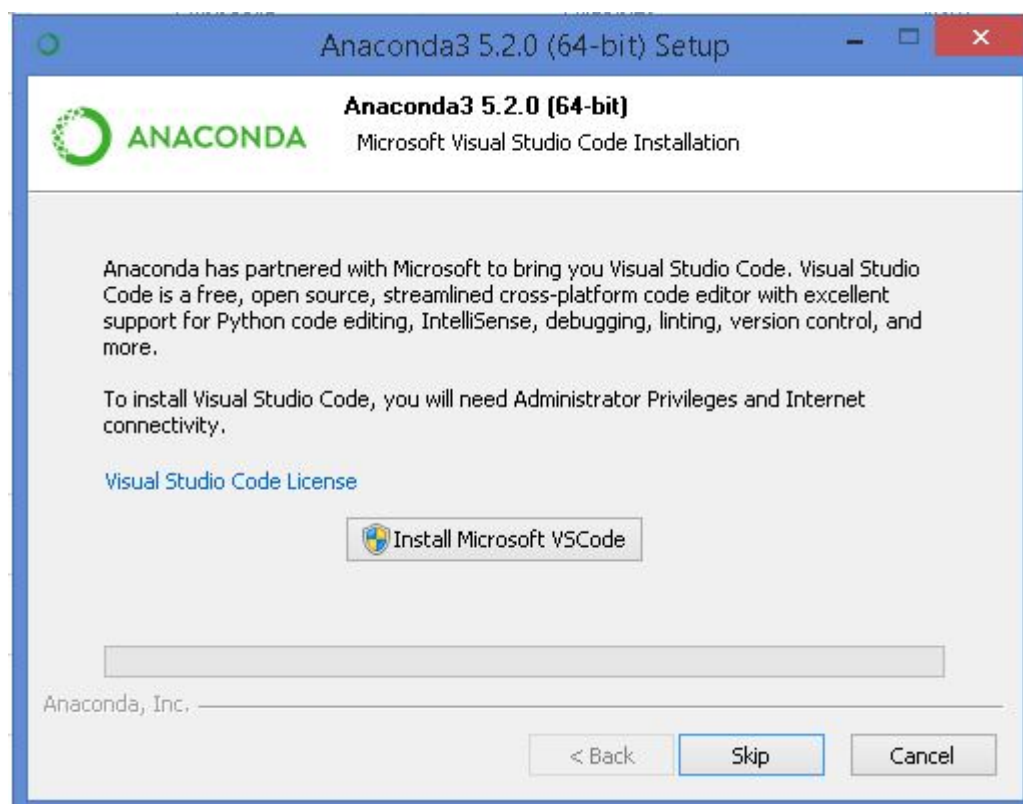 Anaconda3 5.2.0 (64-bit) Setup
ANACONDA
Anaconda3 5.2.0 (64-bit)
Microsoft Visual Studio Code Installation
Anaconda has partnered with Microsoft to bring you Visual Studio Code. Visual Studio
Code is a free, open source, streamlined cross-platform code editor with excellent
support for Python code editing, IntelliSense, debugging, linting, version control, and
more.
To install Visual Studio Code, you will need Administrator Privileges and Internet
connectivity.
Visual Studio Code License
Install Microsoft VSCode
Anaconda, Inc.
< Back
Skip
Cancel